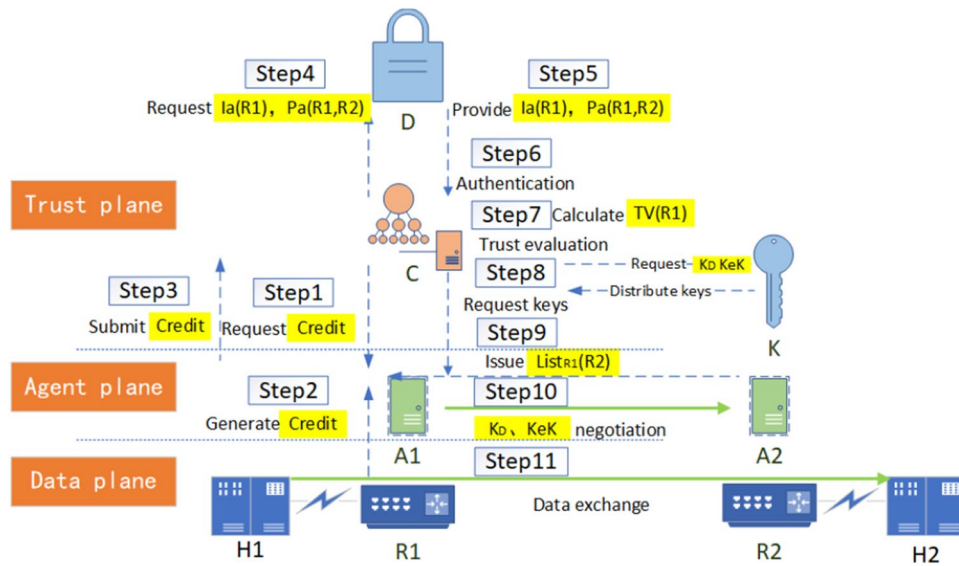 Step4
Step5
Request Ia(R1), Pa(R1,R2)
Provide Ia(R1), Pa(R1,R2)
D
Step6
Authentication
Trust plane
Step7 Calculate TV(R1)
Trust evaluation
C
Step8
Request KD KeK
Step3
Step1
Request keys
Distribute keys
Submit Credit
Request Credit
Step9
K
Issue ListR1(R2)
Agent plane
Step2
Step10
Generate Credit
KD、KeK negotiation
A1
A2
Step11
Data plane
Data exchange
H1
R1
R2
H2